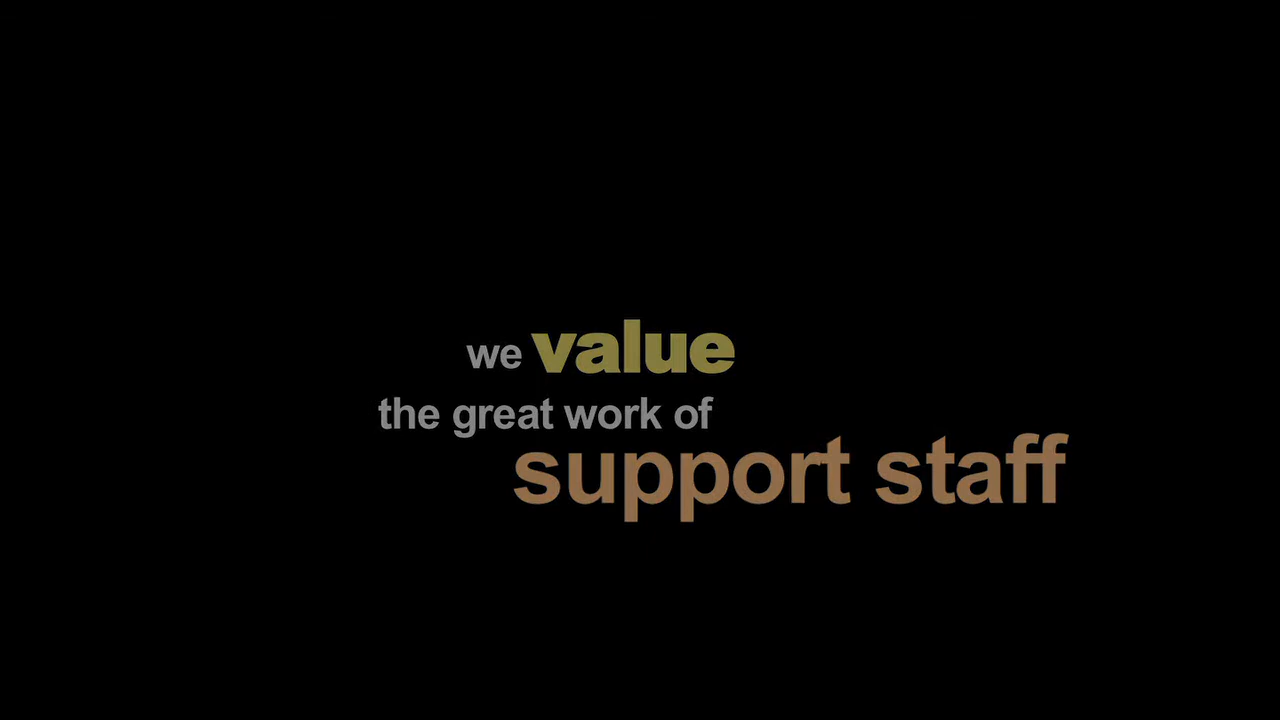 we value
the great work of
support staff